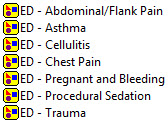 ED - Abdominal/Flank Pain
ED - Asthma
ED - Cellulitis
ED - Chest Pain
ED - Pregnant and Bleeding
ED - Procedural Sedation
ED - Trauma